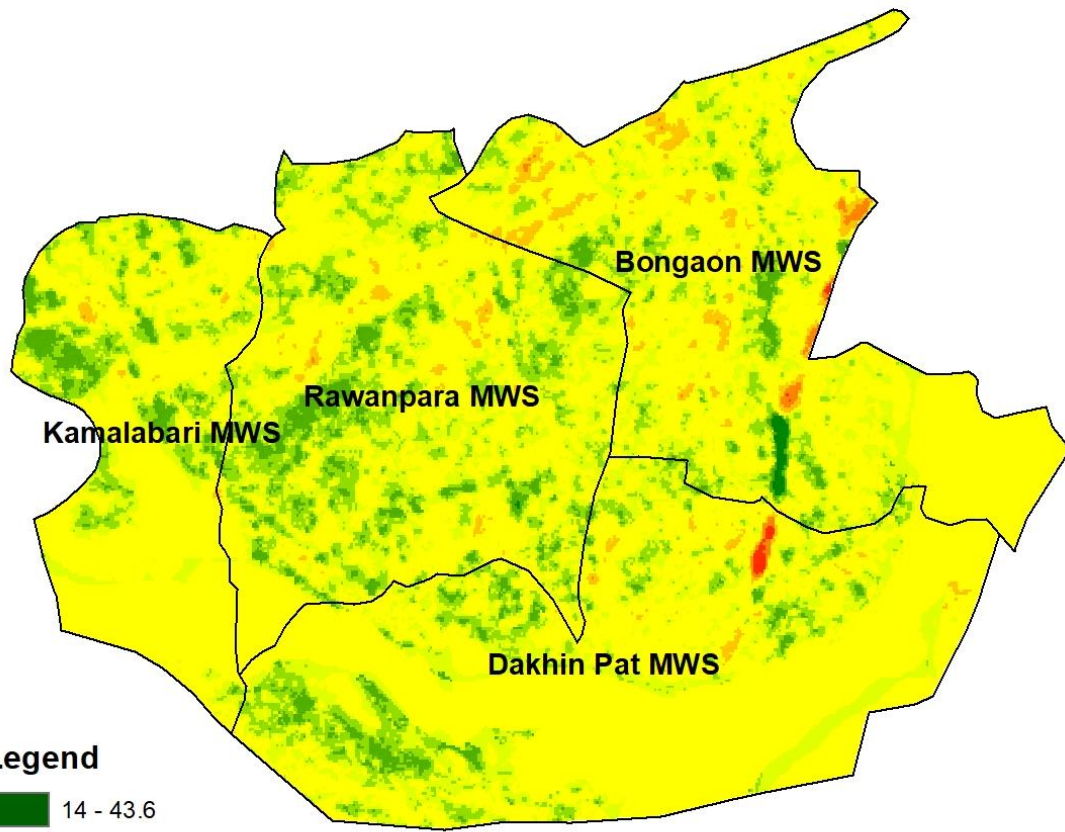 Bongaon MWS
Rawanpara MWS
Kamalabari MWS
Dakhin Pat MWS
Legend
14 - 43.6